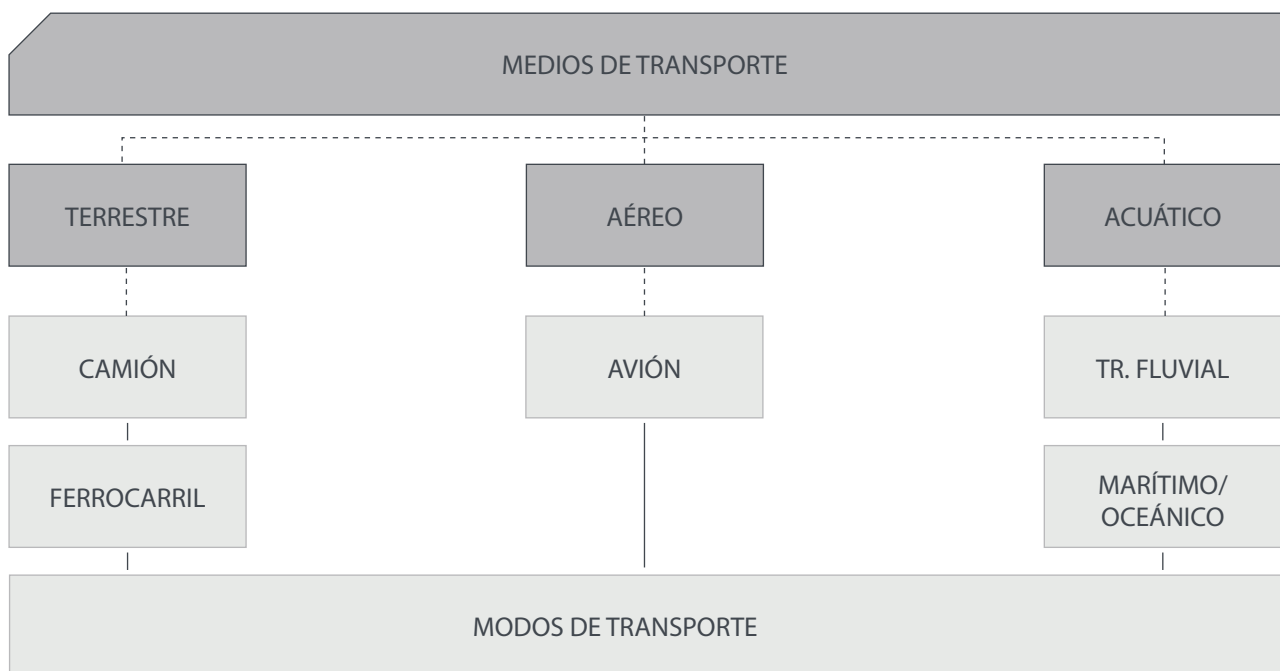 MEDIOS DE TRANSPORTE
TERRESTRE
AÉREO
ACUÁTICO
CAMIÓN
AVIÓN
TR. FLUVIAL
FERROCARRIL
MARÍTIMO/
OCEÁNICO
MODOS DE TRANSPORTE